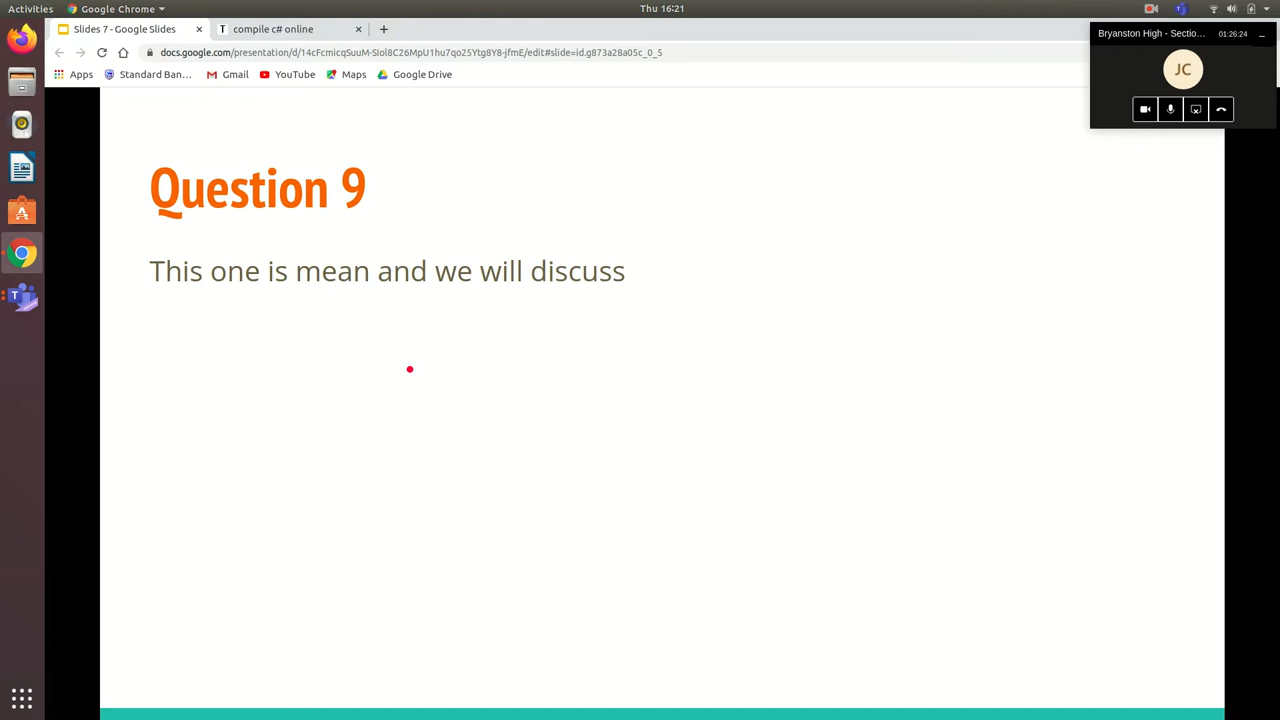 Activities Google Chrome Thu 16:21
Slides 7 - Google Slides compile c# online
docs.google.com/presentation/d/14cFcmicqSuuM-SIol8C26MpU1hu7qo25Ytg8Y8-jfmE/edit#slide=id.g873a28a05c_0_5
Apps Standard Ban... Gmail YouTube Maps Google Drive
Bryanston High - Sectio... 01:26:24
JC
Question 9
This one is mean and we will discuss